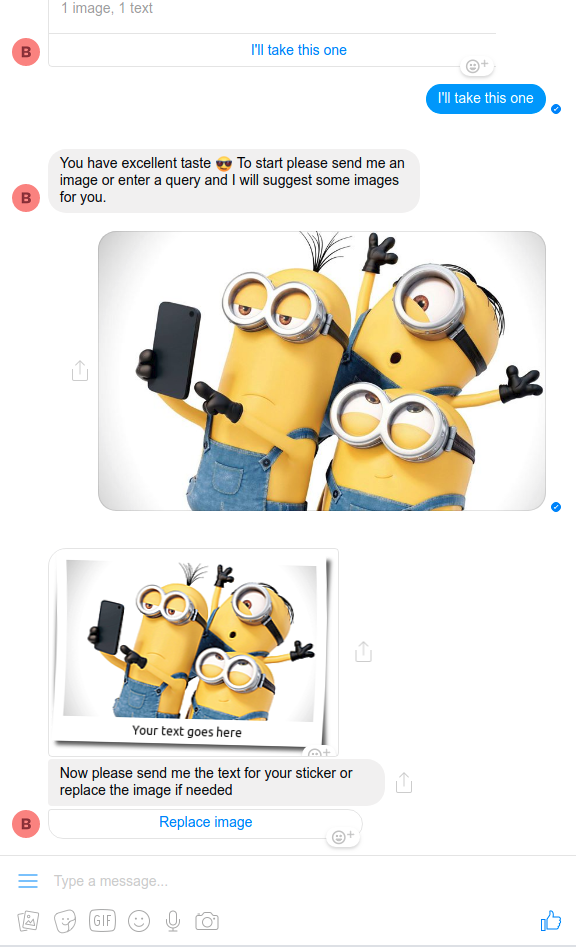 1 image, 1 text
B
I'll take this one
I'll take this one
You have excellent taste 😎 To start please send me an
image or enter a query and I will suggest some images
for you.
B
Your text goes here
Now please send me the text for your sticker or
replace the image if needed
B
Replace image
Type a message...
GIF